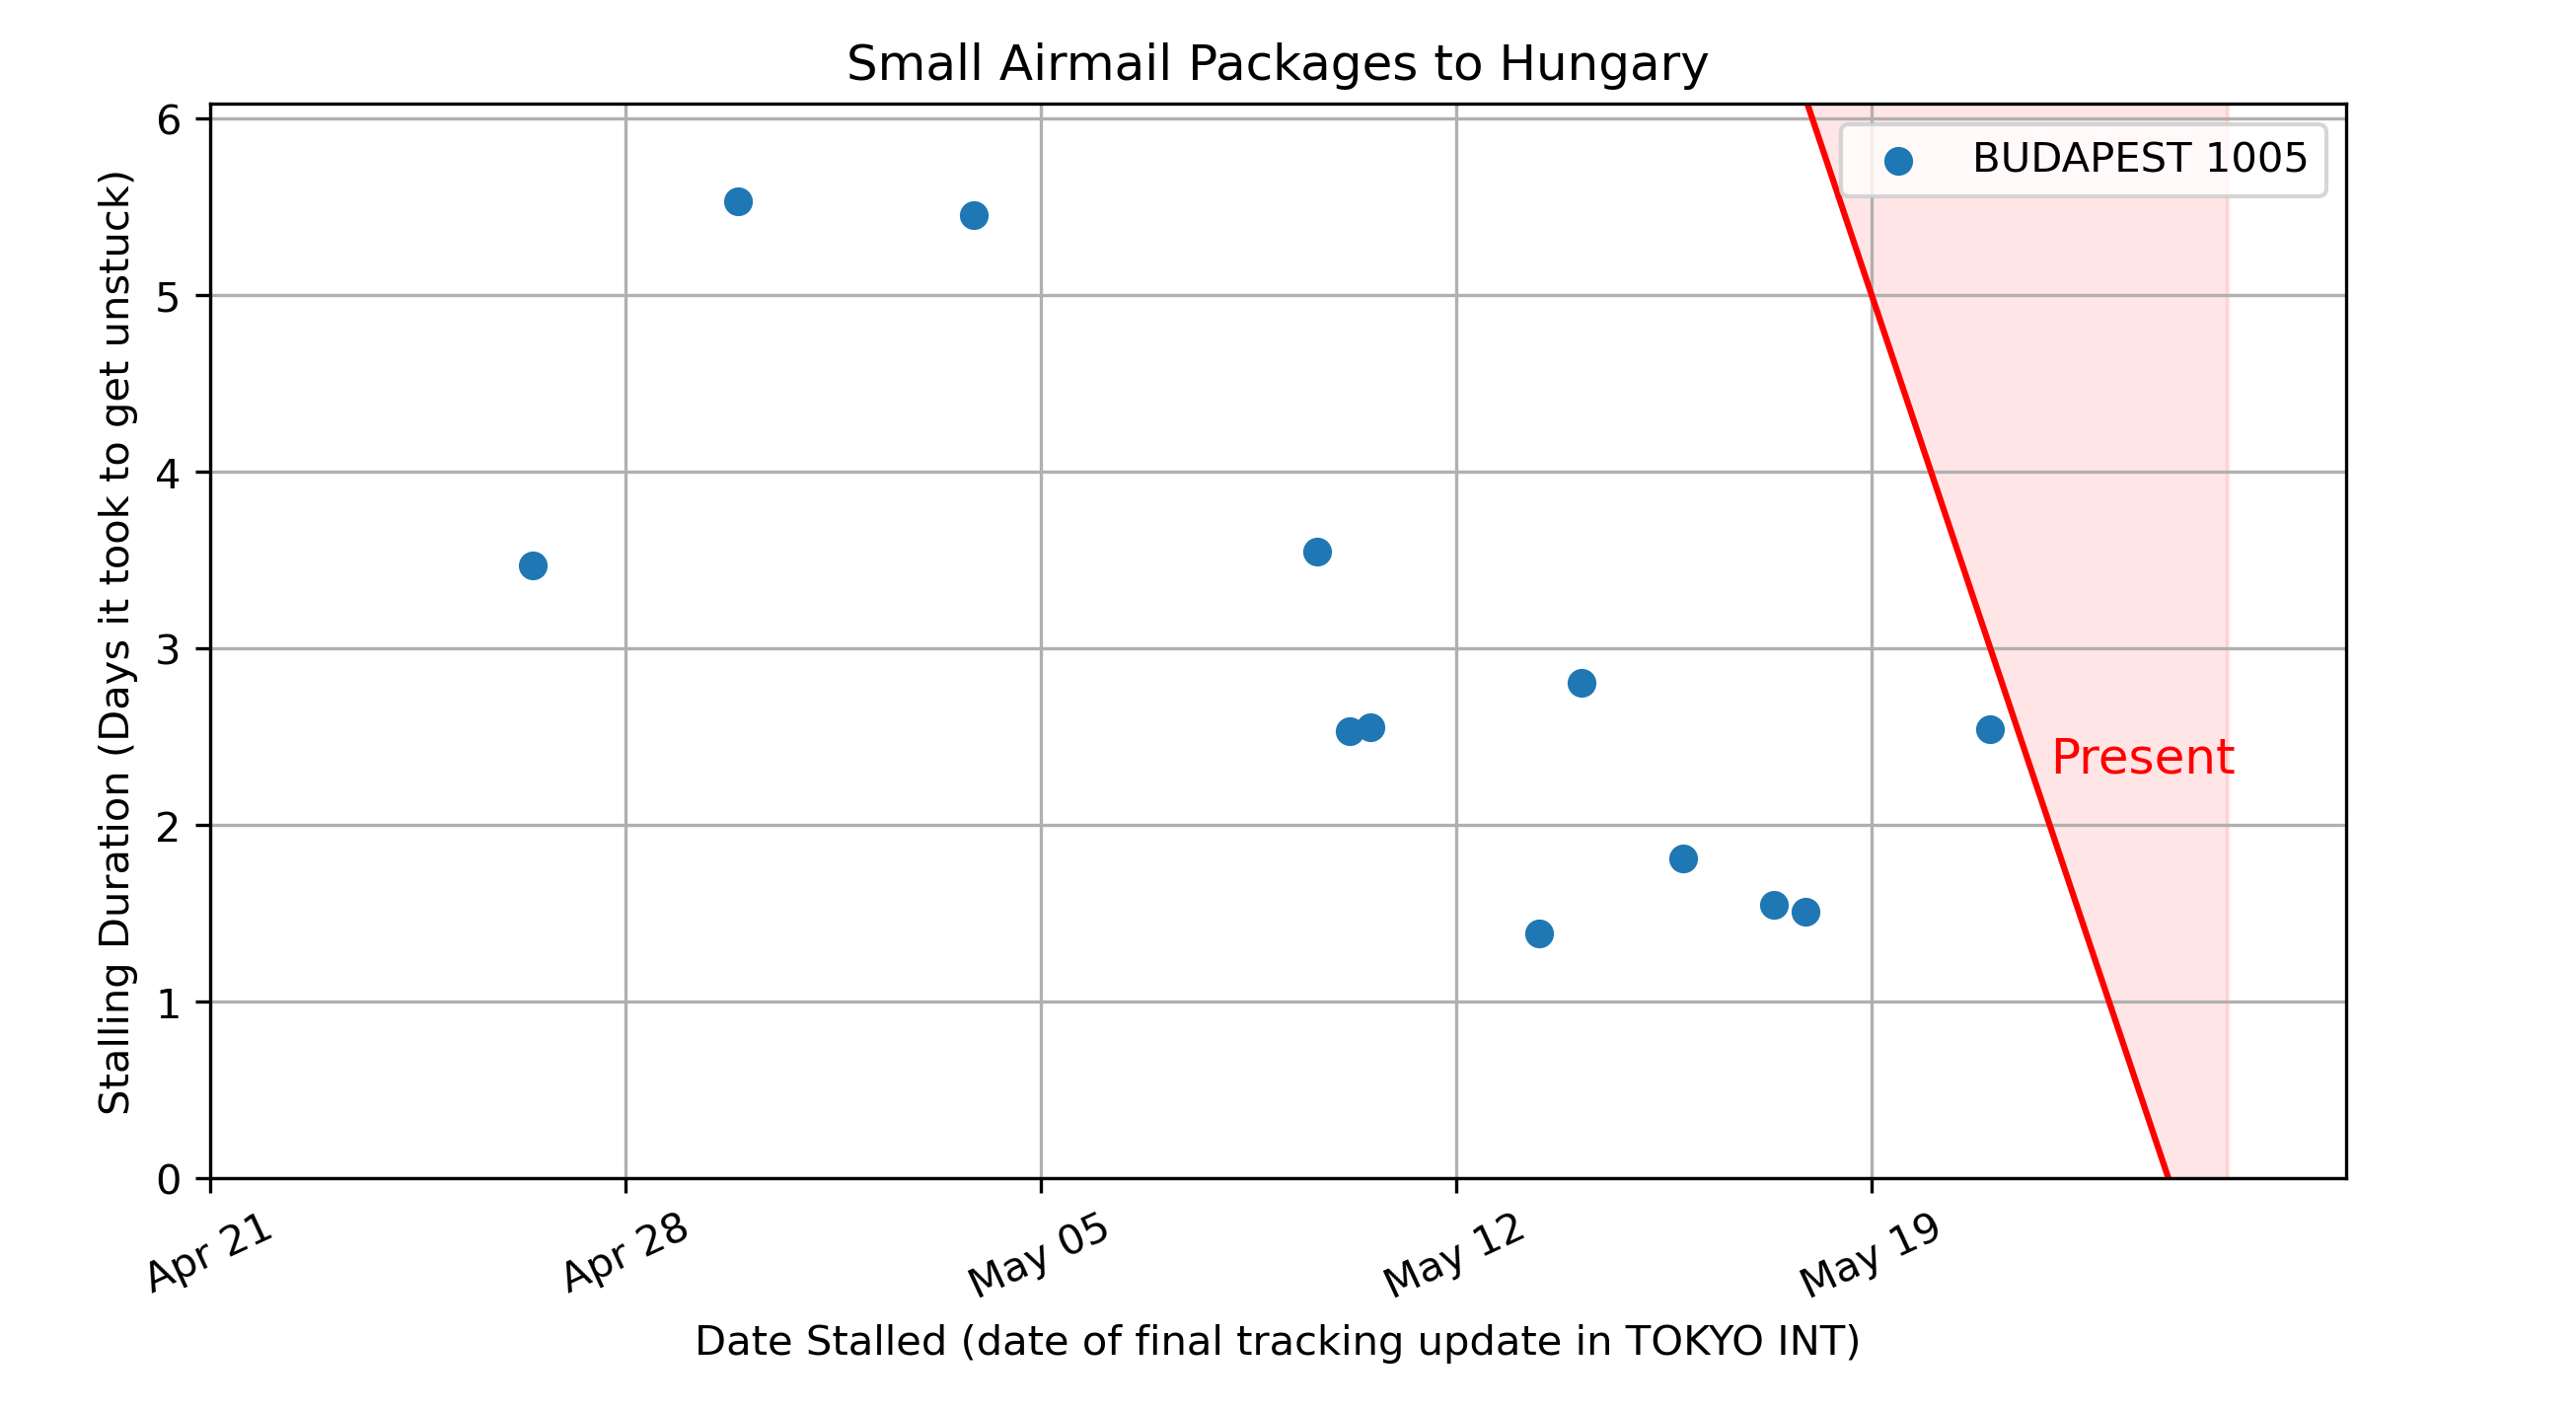 Small Airmail Packages to Hungary
BUDAPEST 1005
Stalling Duration (Days it took to get unstuck)
6
5
4
3
2
1
0
Present
Apr 21
Apr 28
May 05
May 12
May 19
Date Stalled (date of final tracking update in TOKYO INT)